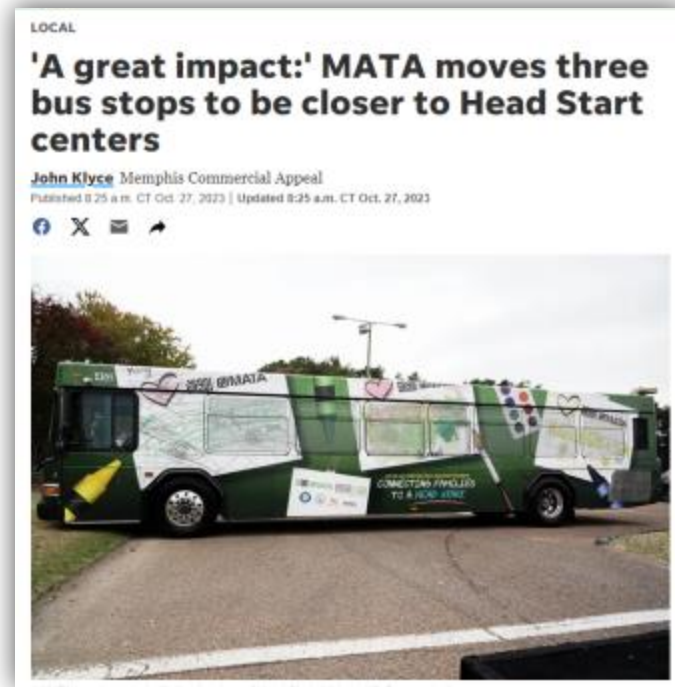 LOCAL
'A great impact:' MATA moves three
bus stops to be closer to Head Start
centers
John Klyce Memphis Commercial Appeal
Published 8:25 a.m. CT Oct. 27, 2023 | Updated 8:25 a.m. CT Oct. 27, 2023
@MATA
CONNECTING FAMILIES
TO A HEAD START